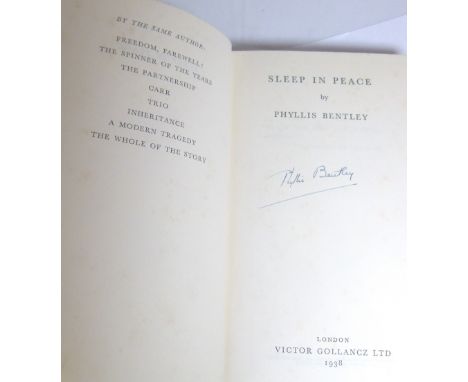 BY THE SAME AUTHOR:
FREEDOM, FAREWELL!
THE SPINNER OF THE YEARS
THE PARTNERSHIP
CARR
TRIO
INHERITANCE
A MODERN TRAGEDY
THE WHOLE OF THE STORY
SLEEP IN PEACE
by
PHYLLIS BENTLEY
Phyllis Bentley
LONDON
VICTOR GOLLANCZ LTD
1938